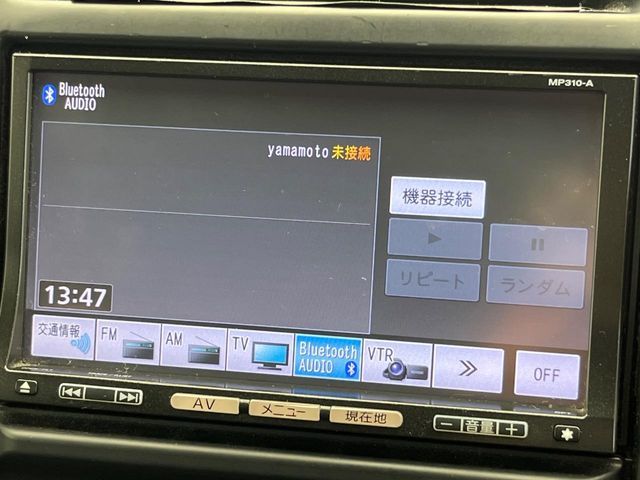 MP310-A
Bluetooth
AUDIO
yamamoto 未接続
機器接続
リピート ランダム
13:47
交通情報 FM AM TV Bluetooth AUDIO VTR OFF
AV メニュー 現在地 音量